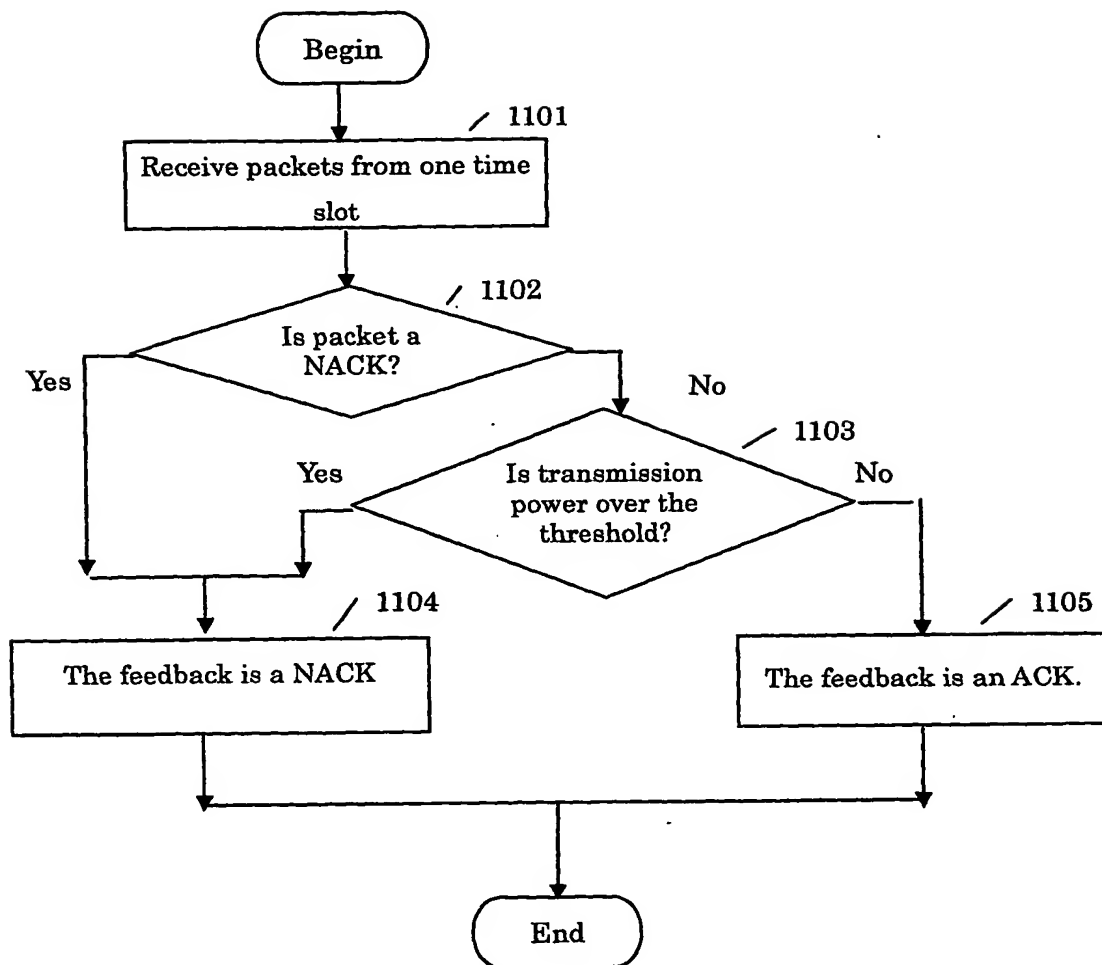 Begin
1101
Receive packets from one time
slot
1102
Is packet a
NACK?
Yes
No
1103
Is transmission
power over the
threshold?
Yes
No
1104
The feedback is a NACK
1105
The feedback is an ACK.
End